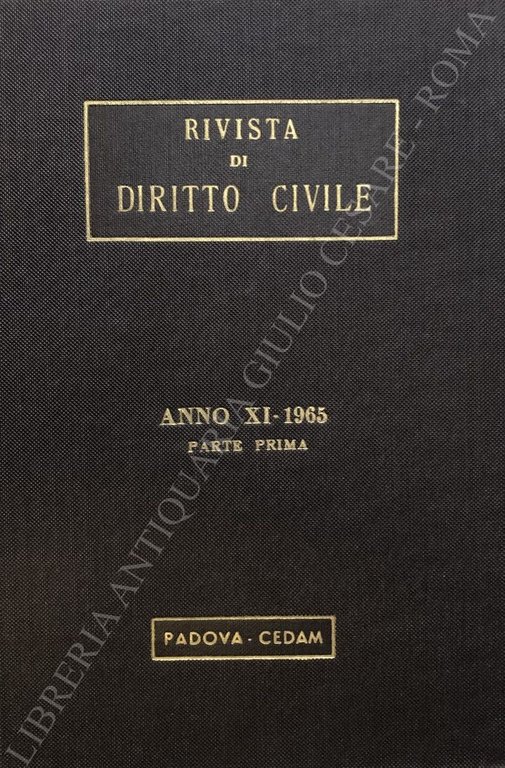 RIVISTA
DI
DIRITTO CIVILE
ANNO XI-1965
PARTE PRIMA
PADOVA - CEDAM
LIBRERIA ANTIQUARIA GIULIO CESARE - ROMA